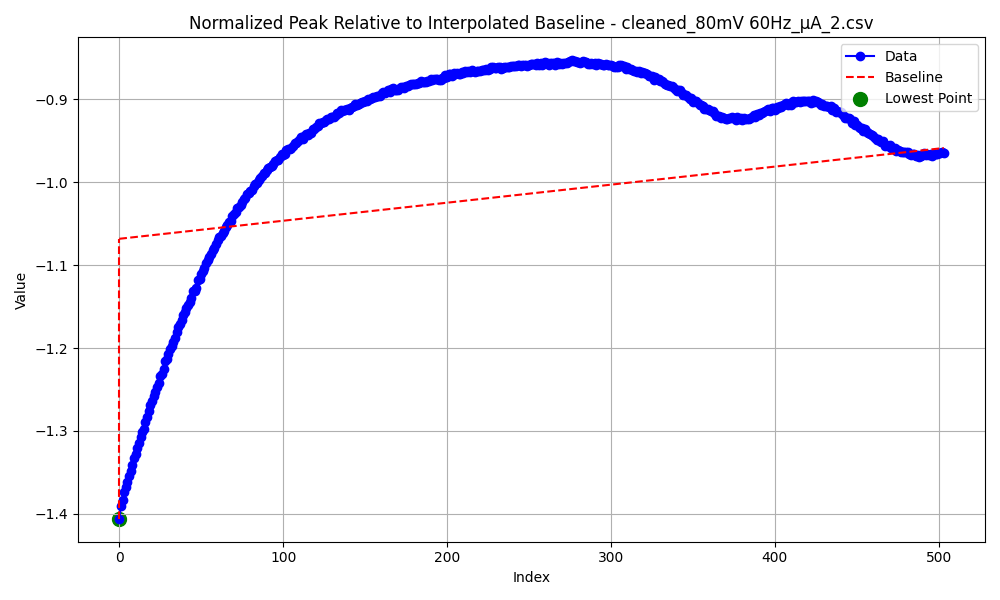 Normalized Peak Relative to Interpolated Baseline - cleaned_80mV 60Hz_µA_2.csv
Data
Baseline
Lowest Point
−0.9
−1.0
−1.1
−1.2
−1.3
−1.4
Value
0 100 200 300 400 500
Index